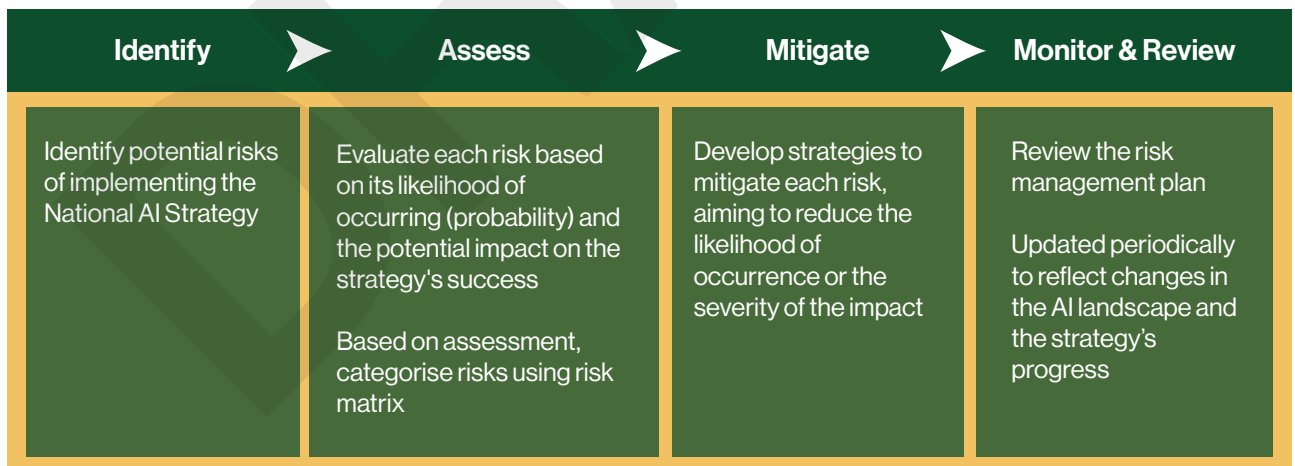 Identify
Assess
Mitigate
Monitor & Review
Identify potential risks
of implementing the
National AI Strategy
Evaluate each risk based
on its likelihood of
occurring (probability) and
the potential impact on the
strategy's success
Based on assessment,
categorise risks using risk
matrix
Develop strategies to
mitigate each risk,
aiming to reduce the
likelihood of
occurrence or the
severity of the impact
Review the risk
management plan
Updated periodically
to reflect changes in
the AI landscape and
the strategy’s
progress